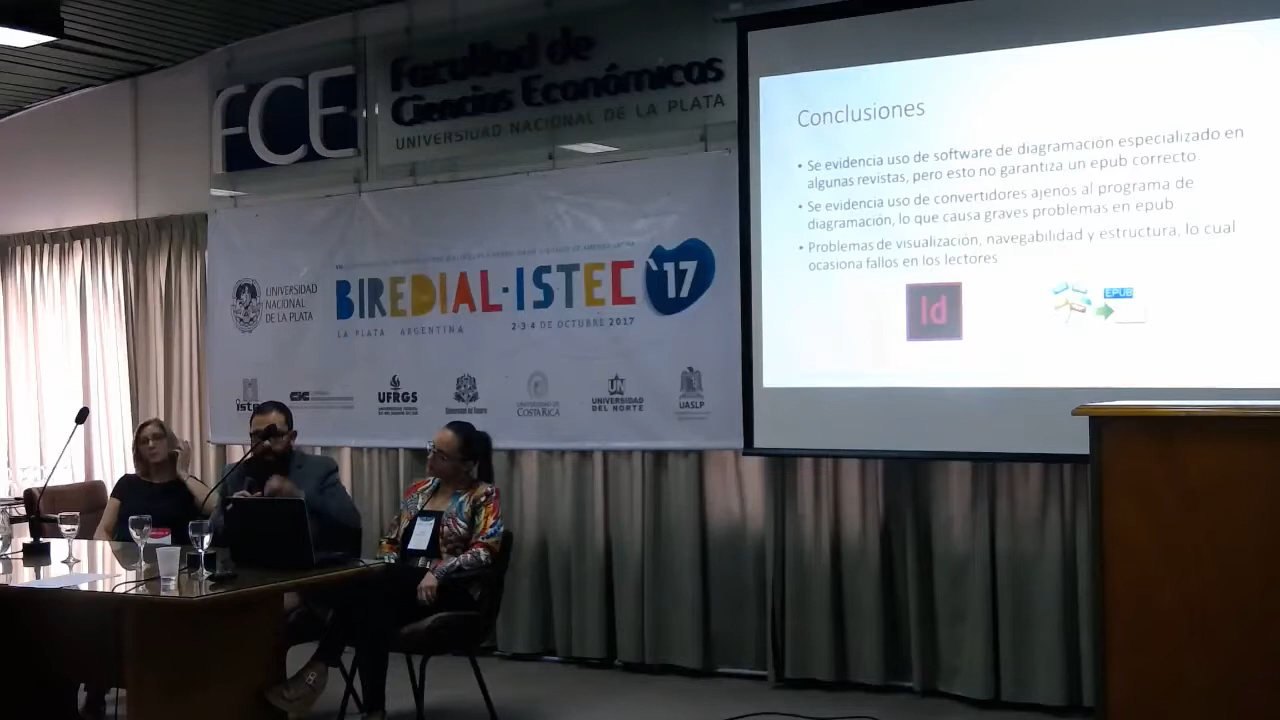 FCE
Facultad de
Ciencias Económicas
UNIVERSIDAD NACIONAL DE LA PLATA
UNIVERSIDAD
NACIONAL
DE LA PLATA
BIREDIAL-ISTEC '17
LA PLATA ARGENTINA
2-3-4 DE OCTUBRE 2017
UFRGS
UNIVERSIDAD DE
COSTA RICA
UN
UNIVERSIDAD
DEL NORTE
UASLP
Conclusiones
• Se evidencia uso de software de diagramación especializado en
algunas revistas, pero esto no garantiza un epub correcto
• Se evidencia uso de convertidores ajenos al programa de
diagramación, lo que causa graves problemas en epub
• Problemas de visualización, navegabilidad y estructura, lo cual
ocasiona fallos en los lectores
Id
EPUB